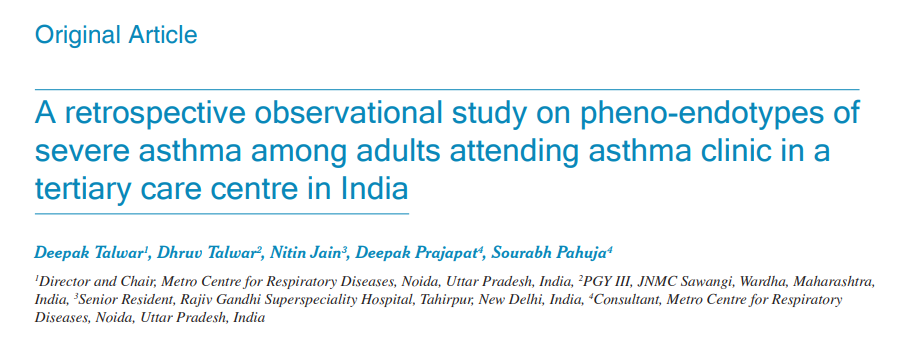 Original Article
A retrospective observational study on pheno-endotypes of
severe asthma among adults attending asthma clinic in a
tertiary care centre in India
Deepak Talwar¹, Dhruv Talwar², Nitin Jain³, Deepak Prajapat⁴, Sourabh Pahuja⁴
¹Director and Chair, Metro Centre for Respiratory Diseases, Noida, Uttar Pradesh, India, ²PGY III, JNMC Sawangi, Wardha, Maharashtra,
India, ³Senior Resident, Rajiv Gandhi Superspeciality Hospital, Tahirpur, New Delhi, India, ⁴Consultant, Metro Centre for Respiratory
Diseases, Noida, Uttar Pradesh, India